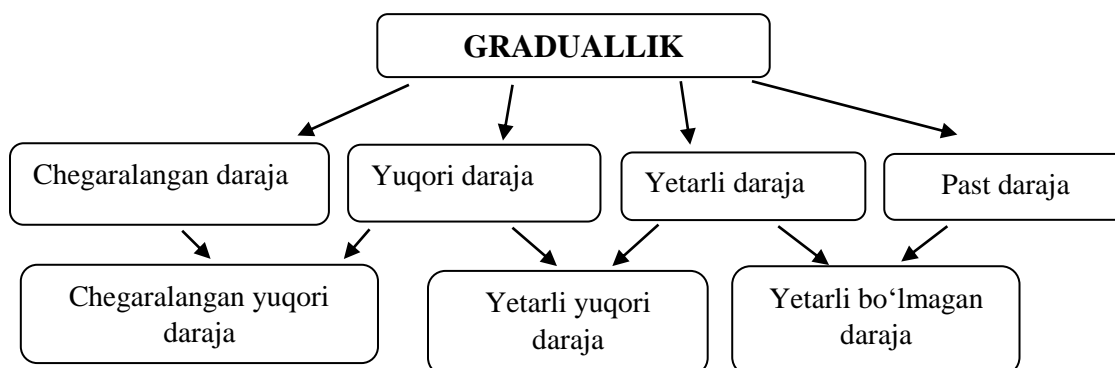 GRADUALLIK
Chegaralangan daraja
Yuqori daraja
Yetarli daraja
Past daraja
Chegaralangan yuqori
daraja
Yetarli yuqori
daraja
Yetarli bo‘lmagan
daraja